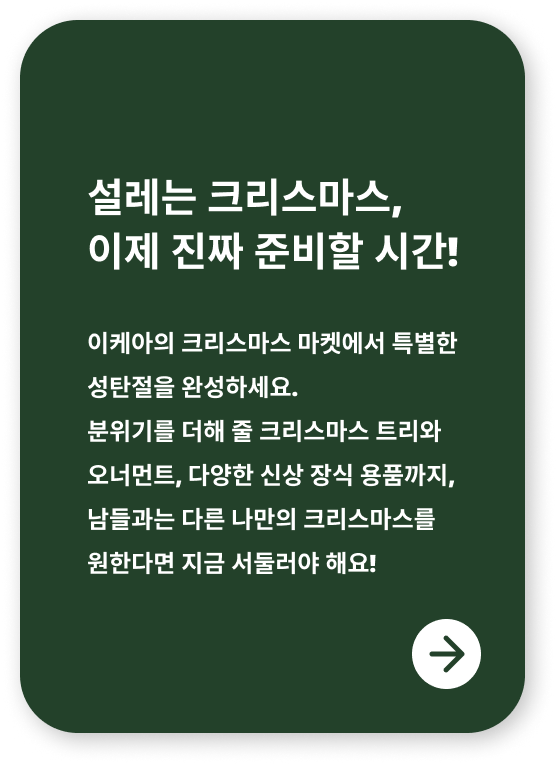 설레는 크리스마스,
이제 진짜 준비할 시간!
이케아의 크리스마스 마켓에서 특별한
성탄절을 완성하세요.
분위기를 더해 줄 크리스마스 트리와
오너먼트, 다양한 신상 장식 용품까지,
남들과는 다른 나만의 크리스마스를
원한다면 지금 서둘러야 해요!